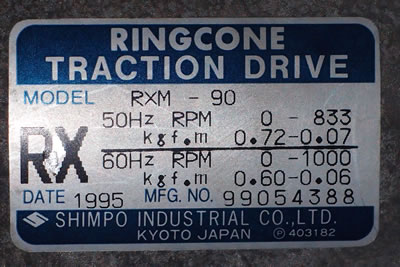 RINGCONE
TRACTION DRIVE
MODEL RXM - 90
50Hz RPM 0 - 833
kgf.m 0.72-0.07
RX
60Hz RPM 0 - 1000
kgf.m 0.60-0.06
DATE 1995 MFG. NO. 99054388
SHIMPO INDUSTRIAL CO.,LTD.
KYOTO JAPAN Ⓟ 403182